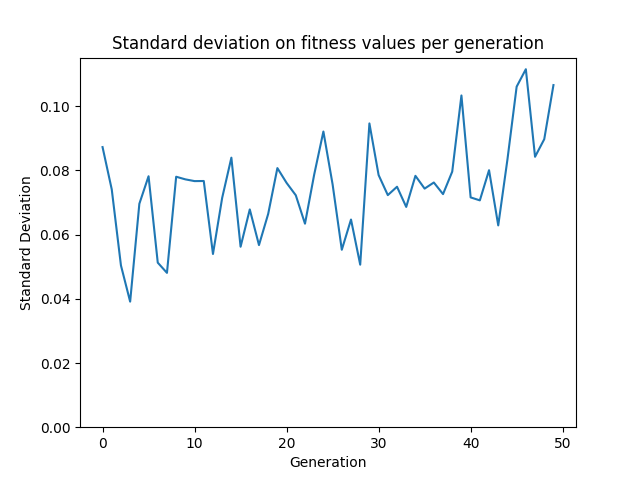 Standard deviation on fitness values per generation
Standard Deviation
0.10
0.08
0.06
0.04
0.02
0.00
0 10 20 30 40 50
Generation